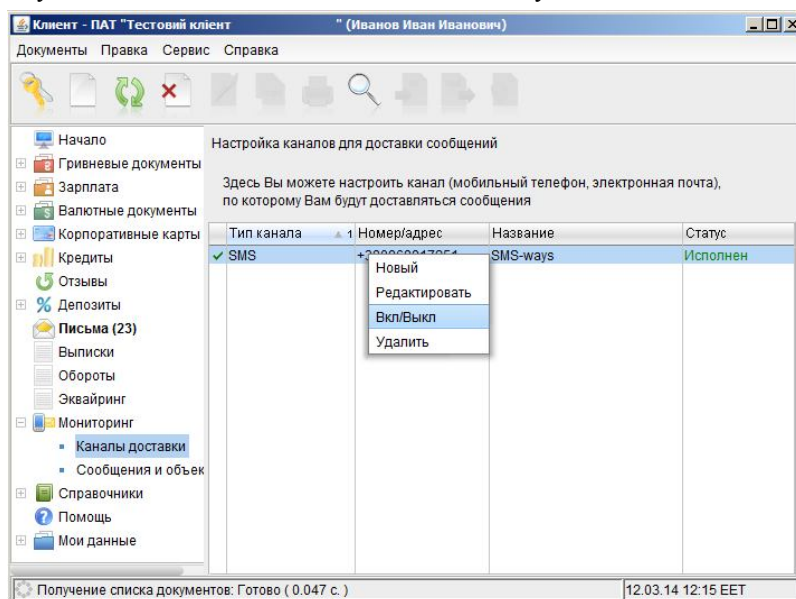 Клиент - ПАТ "Тестовий клієнт " (Иванов Иван Иванович)
Документы Правка Сервис Справка
Начало
Гривневые документы
Зарплата
Валютные документы
Корпоративные карты
Кредиты
Отзывы
Депозиты
Письма (23)
Выписки
Обороты
Эквайринг
Мониторинг
Каналы доставки
Сообщения и объек
Справочники
Помощь
Мои данные
Настройка каналов для доставки сообщений
Здесь Вы можете настроить канал (мобильный телефон, электронная почта),
по которому Вам будут доставляться сообщения
Тип канала 1 Номер/адрес Название Статус
SMS SMS-ways Исполнен
Новый
Редактировать
Вкл/Выкл
Удалить
Получение списка документов: Готово ( 0.047 с. ) 12.03.14 12:15 EET